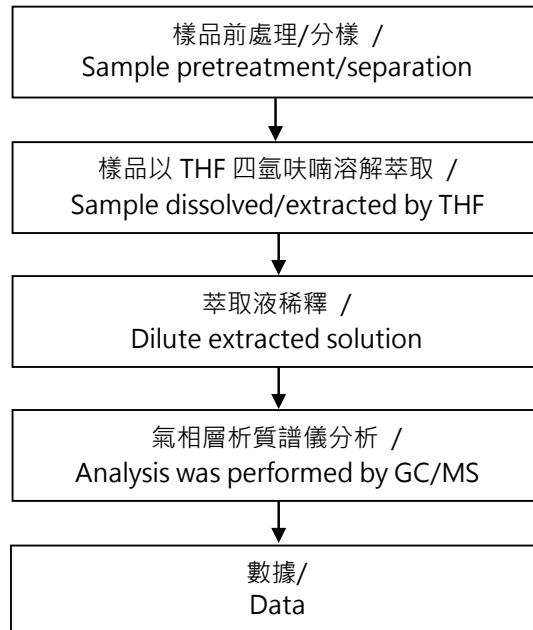 樣品前處理/分樣 /
Sample pretreatment/separation
樣品以 THF 四氫呋喃溶解萃取 /
Sample dissolved/extracted by THF
萃取液稀釋 /
Dilute extracted solution
氣相層析質譜儀分析 /
Analysis was performed by GC/MS
數據/
Data